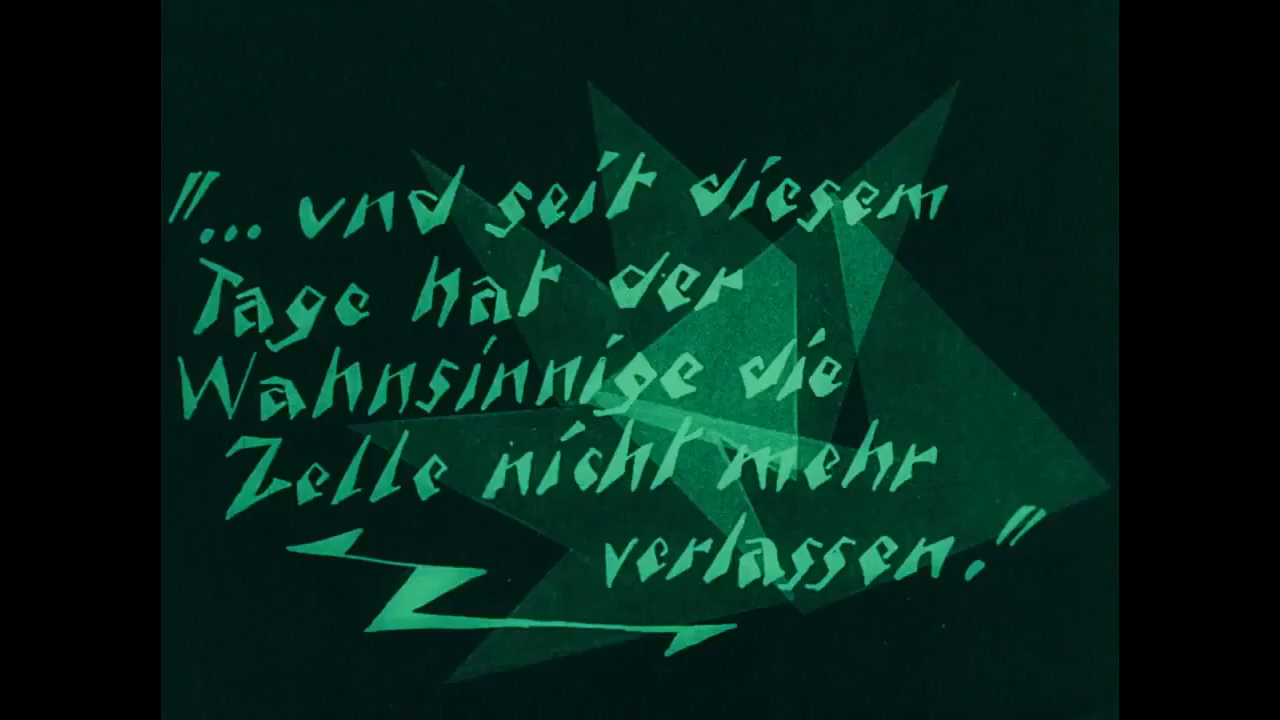 "... und seit diesem
Tage hat der
Wahnsinnige die
Zelle nicht mehr
verlassen."